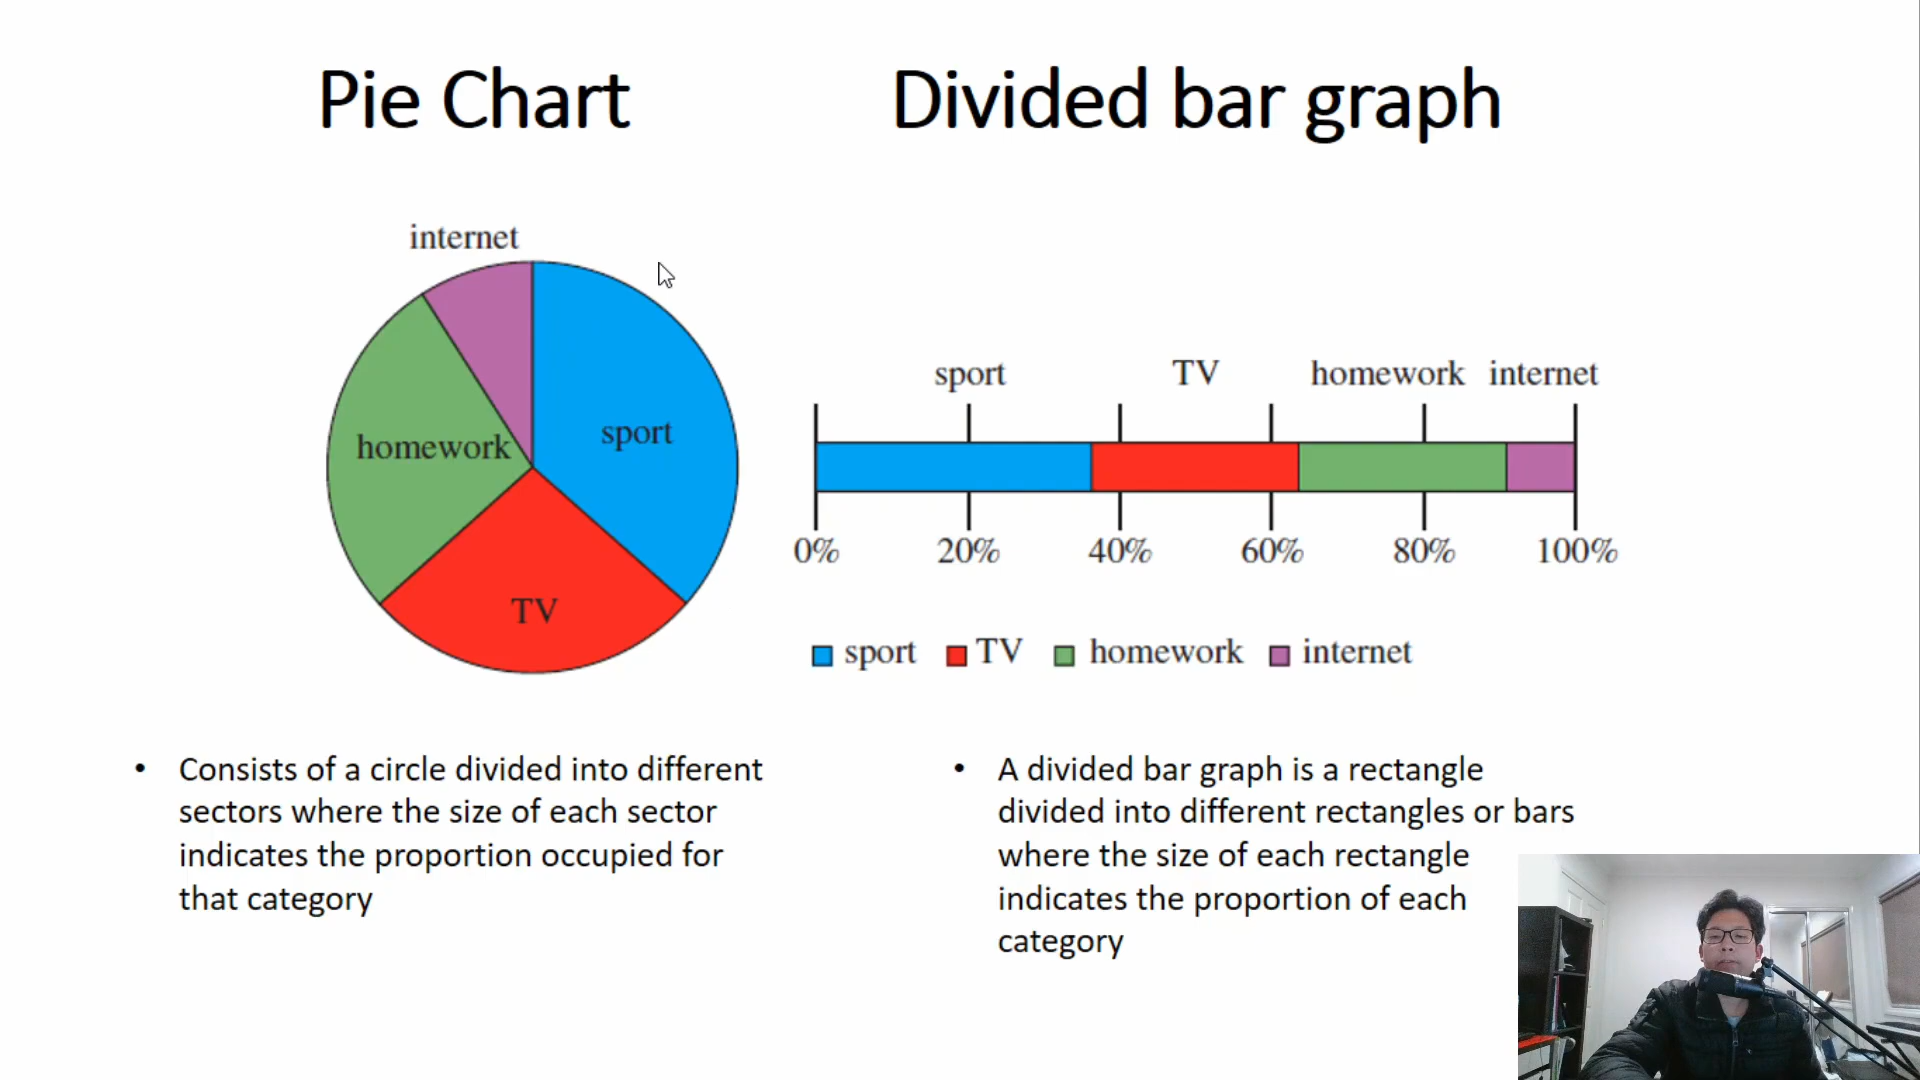 Pie Chart
Divided bar graph
internet
homework
sport
TV
sport TV homework internet
0% 20% 40% 60% 80% 100%
sport TV homework internet
• Consists of a circle divided into different
sectors where the size of each sector
indicates the proportion occupied for
that category
• A divided bar graph is a rectangle
divided into different rectangles or bars
where the size of each rectangle
indicates the proportion of each
category